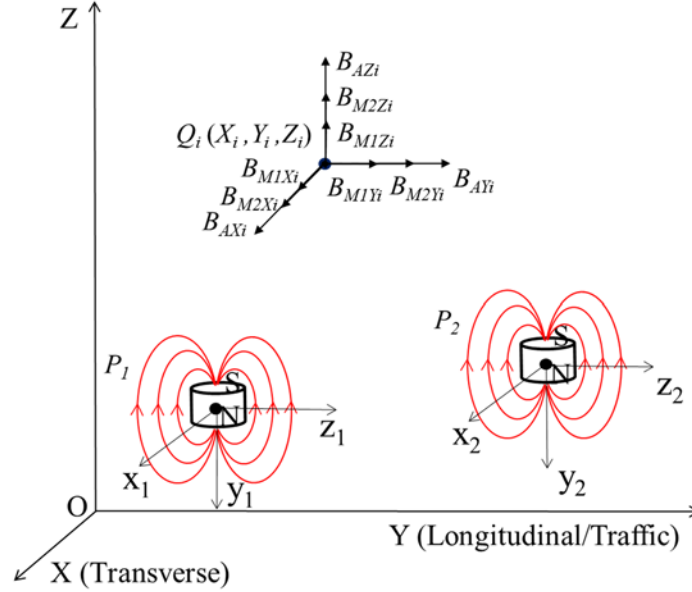 Z
B_AZi
B_M2Zi
Q_i (X_i, Y_i, Z_i)
B_M1Zi
B_M1Xi
B_M2Xi
B_AXi
B_M1Yi B_M2Yi B_AYi
P_1
S
N
z_1
x_1
y_1
P_2
S
N
z_2
x_2
y_2
O
Y (Longitudinal/Traffic)
X (Transverse)